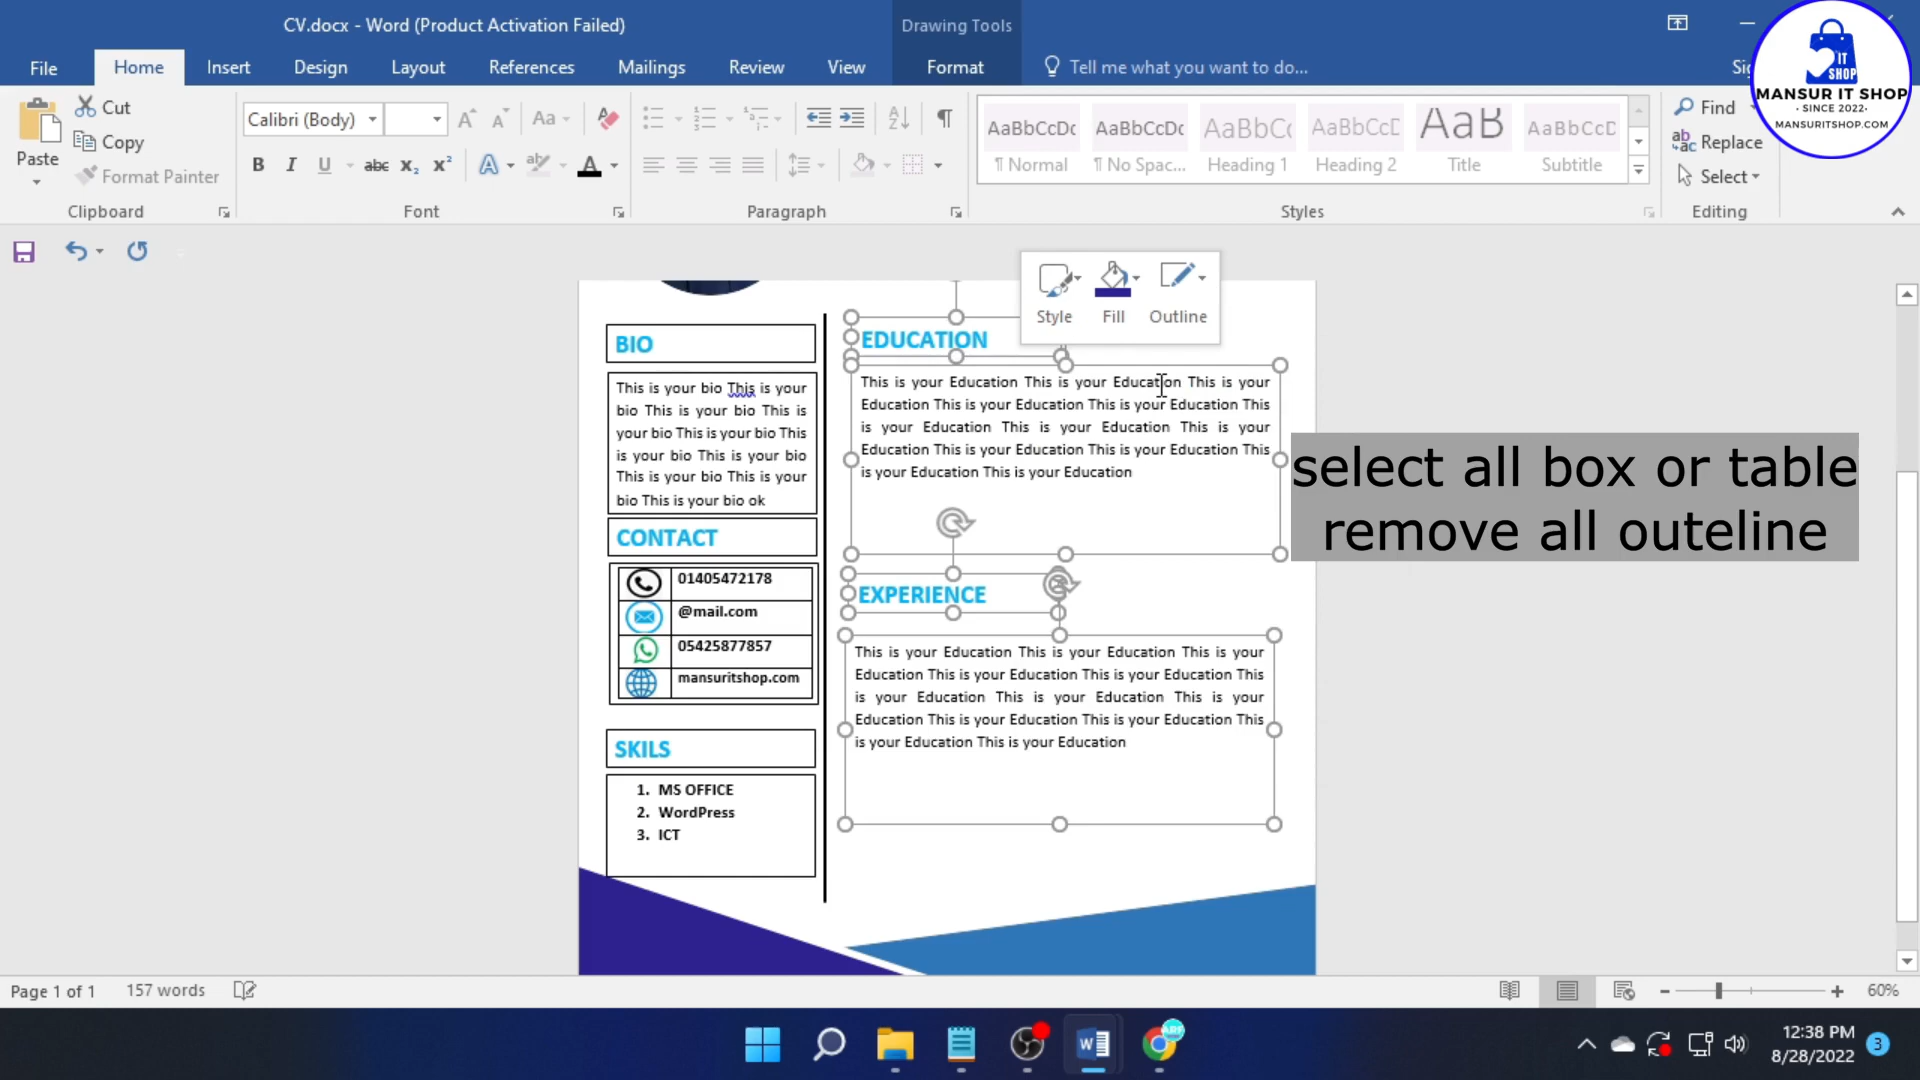 CV.docx - Word (Product Activation Failed)
Drawing Tools
File
Home
Insert
Design
Layout
References
Mailings
Review
View
Format
Tell me what you want to do...
IT
SHOP
MANSUR IT SHOP
· SINCE 2022·
MANSURITSHOP.COM
Paste
Cut
Copy
Format Painter
Clipboard
Calibri (Body)
Aa
B I U abc x₂ x²
Font
Paragraph
AaBbCcDc
¶ Normal
AaBbCcDc
¶ No Spac...
AaBbCc
Heading 1
AaBbCcC
Heading 2
AaB
Title
AaBbCcD
Subtitle
Styles
Find
Replace
Select
Editing
Style
Fill
Outline
BIO
This is your bio This is your
bio This is your bio This is
your bio This is your bio This
is your bio This is your bio
This is your bio This is your
bio This is your bio ok
CONTACT
01405472178
@mail.com
05425877857
mansuritshop.com
SKILS
1. MS OFFICE
2. WordPress
3. ICT
EDUCATION
This is your Education This is your Education This is your
Education This is your Education This is your Education This
is your Education This is your Education This is your
Education This is your Education This is your Education This
is your Education This is your Education
EXPERIENCE
This is your Education This is your Education This is your
Education This is your Education This is your Education This
is your Education This is your Education This is your
Education This is your Education This is your Education This
is your Education This is your Education
select all box or table
remove all outeline
Page 1 of 1
157 words
60%
12:38 PM
8/28/2022
3